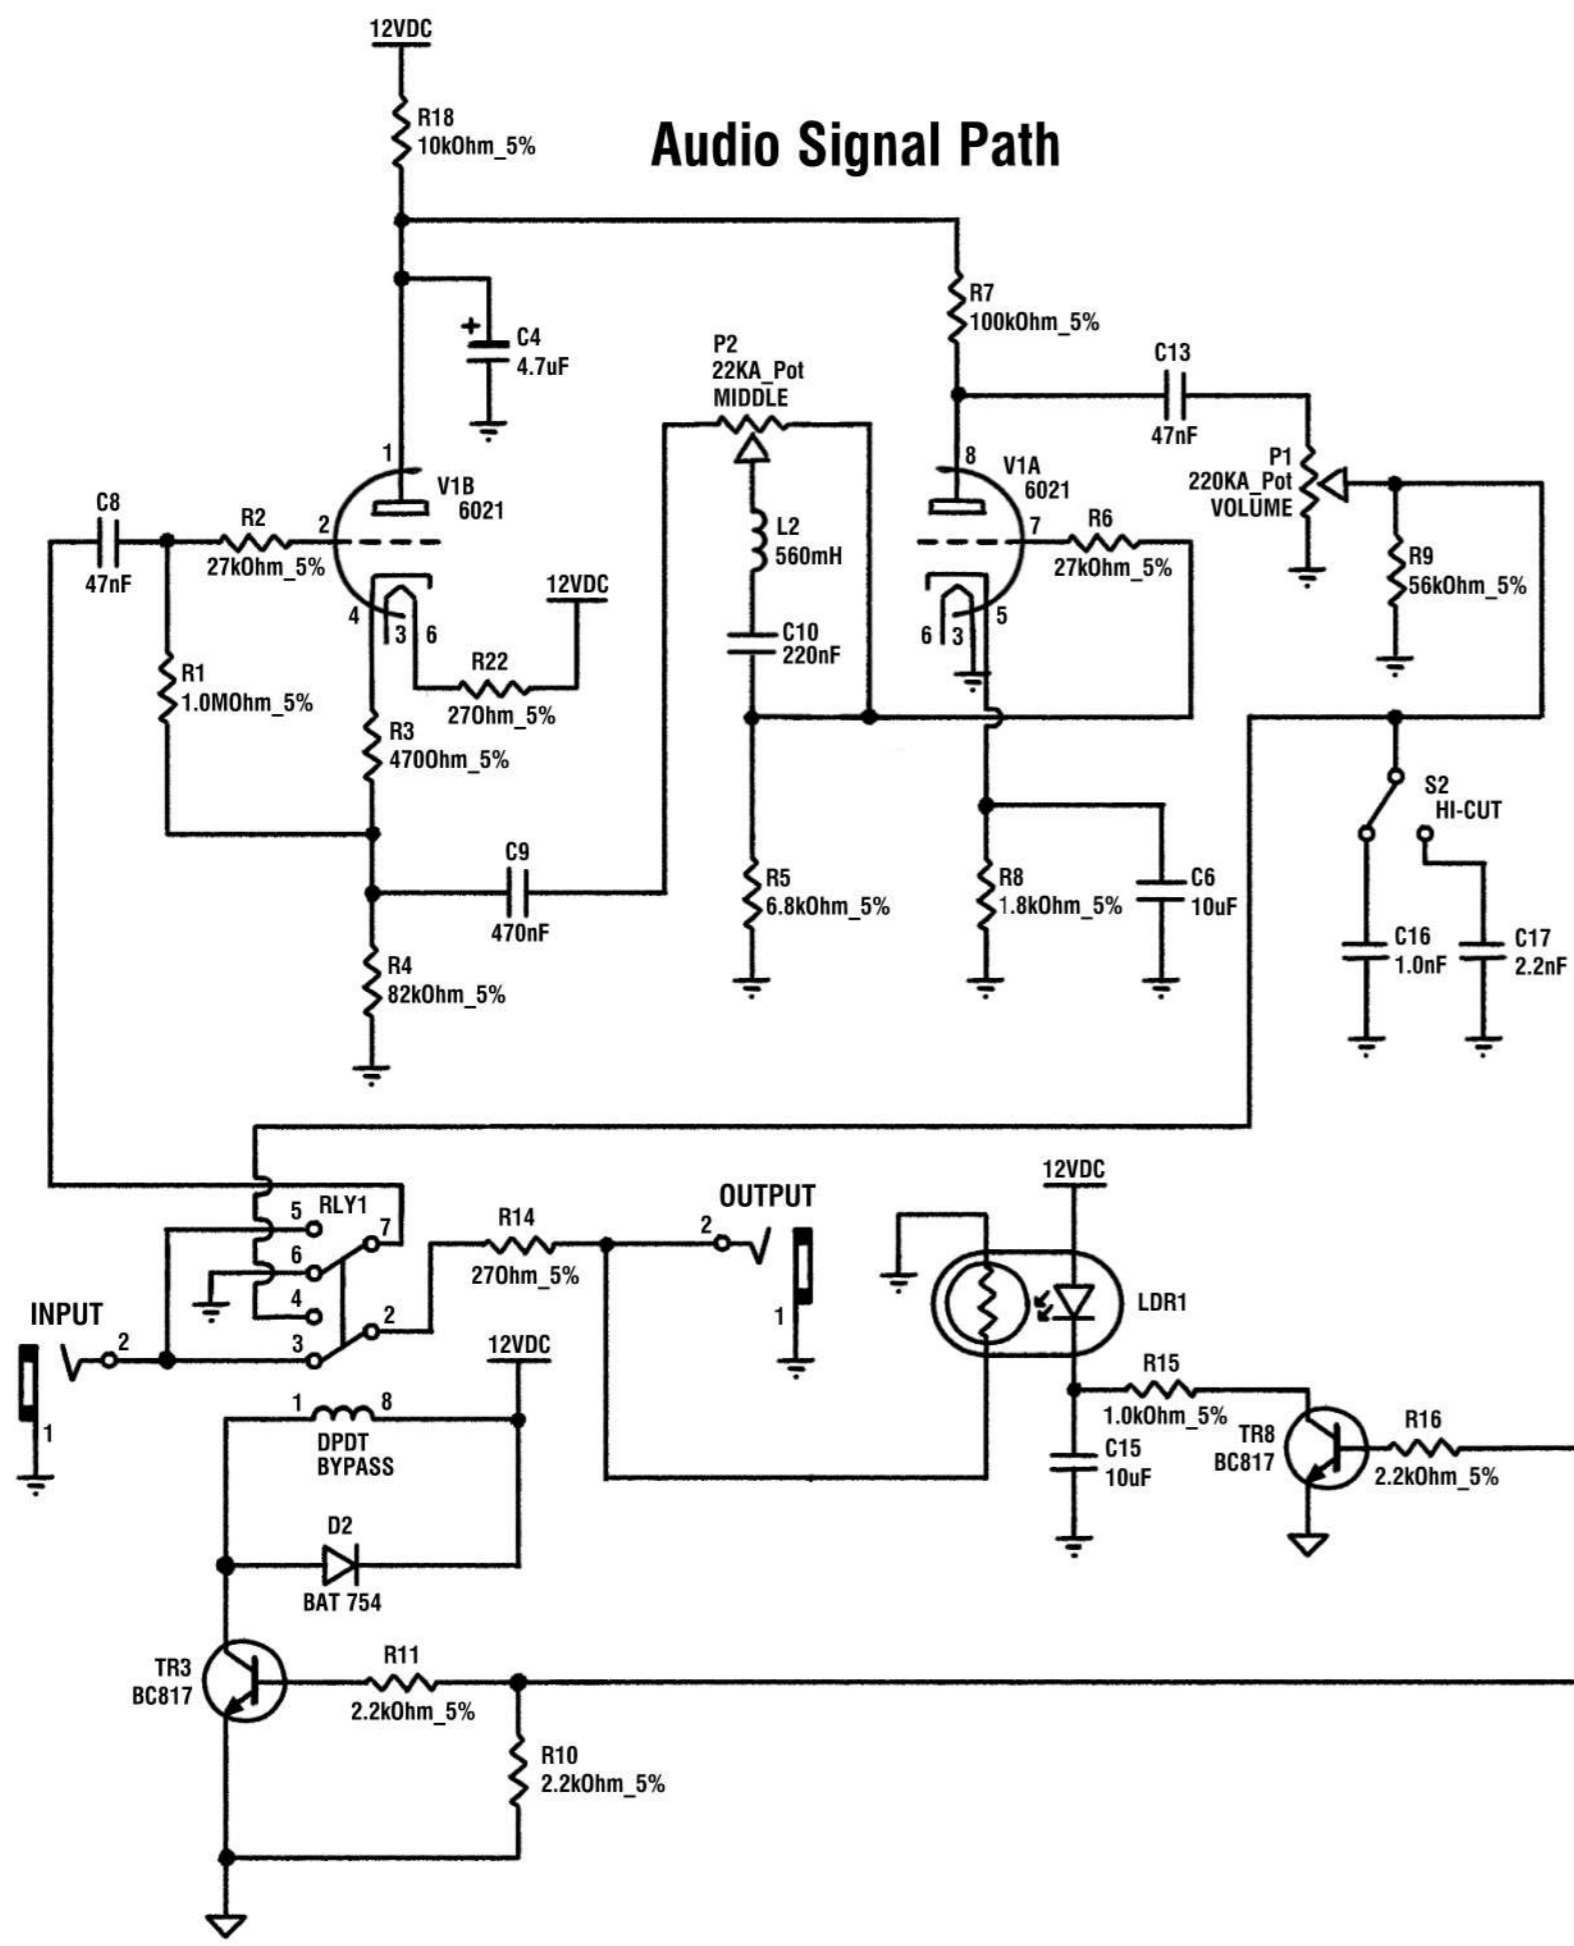 12VDC
R18
10kOhm_5%
Audio Signal Path
R7
100kOhm_5%
+
C4
4.7uF
P2
22KA_Pot
MIDDLE
C13
47nF
1
V1B
6021
8
V1A
6021
P1
220KA_Pot
VOLUME
C8
47nF
R2
27kOhm_5%
2
L2
560mH
7
R6
27kOhm_5%
R9
56kOhm_5%
12VDC
4
3
6
R22
27Ohm_5%
C10
220nF
6
3
5
R1
1.0MOhm_5%
R3
470Ohm_5%
S2
HI-CUT
C9
470nF
R5
6.8kOhm_5%
R8
1.8kOhm_5%
C6
10uF
R4
82kOhm_5%
C16
1.0nF
C17
2.2nF
12VDC
OUTPUT
5
RLY1
7
R14
27Ohm_5%
2
6
4
1
LDR1
INPUT
2
3
2
12VDC
1
1
8
DPDT
BYPASS
R15
1.0kOhm_5%
TR8
BC817
R16
2.2kOhm_5%
C15
10uF
D2
BAT 754
TR3
BC817
R11
2.2kOhm_5%
R10
2.2kOhm_5%